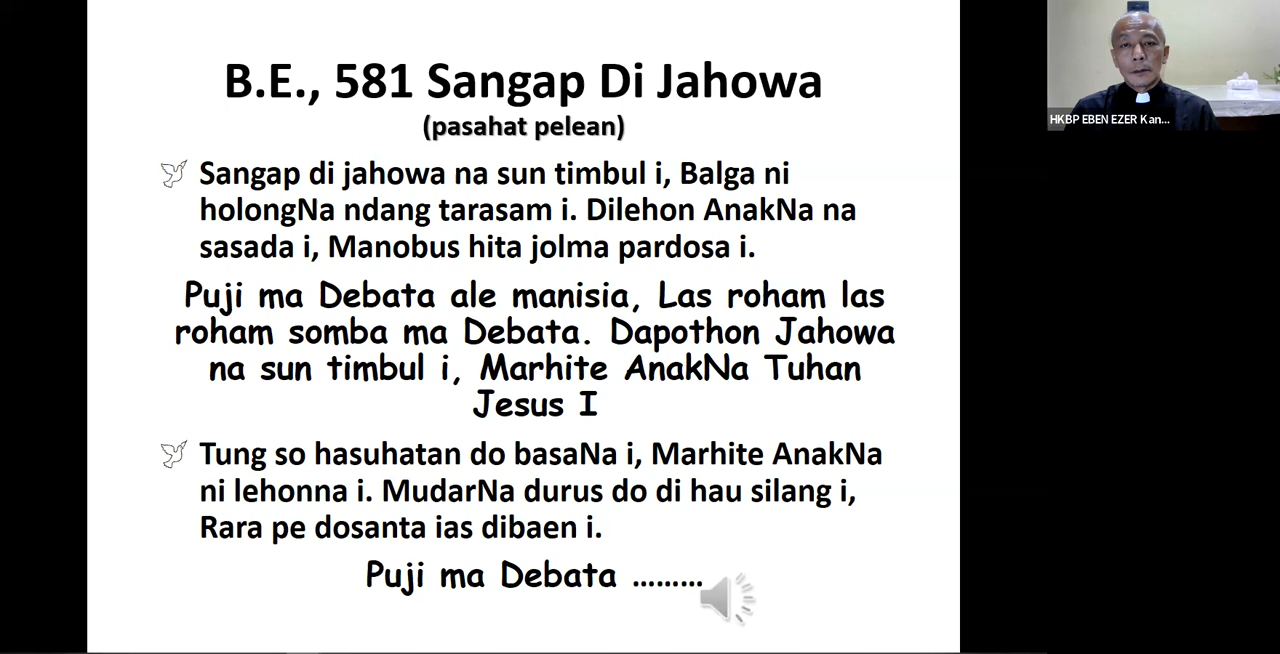 B.E., 581 Sangap Di Jahowa
(pasahat pelean)
Sangap di jahowa na sun timbul i, Balga ni
holongNa ndang tarasam i. Dilehon AnakNa na
sasada i, Manobus hita jolma pardosa i.
Puji ma Debata ale manisia, Las roham las
roham somba ma Debata. Dapothon Jahowa
na sun timbul i, Marhite AnakNa Tuhan
Jesus I
Tung so hasuhatan do basaNa i, Marhite AnakNa
ni lehonna i. MudarNa durus do di hau silang i,
Rara pe dosanta ias dibaen i.
Puji ma Debata .........
HKBP EBEN EZER Kan...